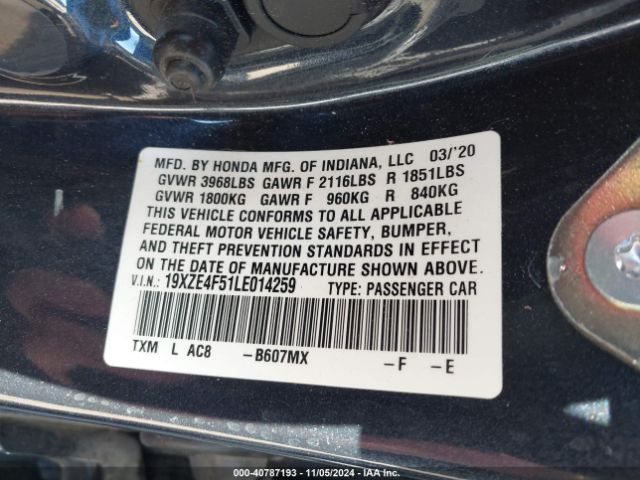 MFD. BY HONDA MFG. OF INDIANA, LLC 03/'20
GVWR 3968LBS GAWR F 2116LBS R 1851LBS
GVWR 1800KG GAWR F 960KG R 840KG
THIS VEHICLE CONFORMS TO ALL APPLICABLE
FEDERAL MOTOR VEHICLE SAFETY, BUMPER,
AND THEFT PREVENTION STANDARDS IN EFFECT
ON THE DATE OF MANUFACTURE SHOWN ABOVE.
V.I.N.: 19XZE4F51LE014259 TYPE: PASSENGER CAR
TXM L AC8 -B607MX -F -E
000-40787193 - 11/05/2024 - IAA Inc.